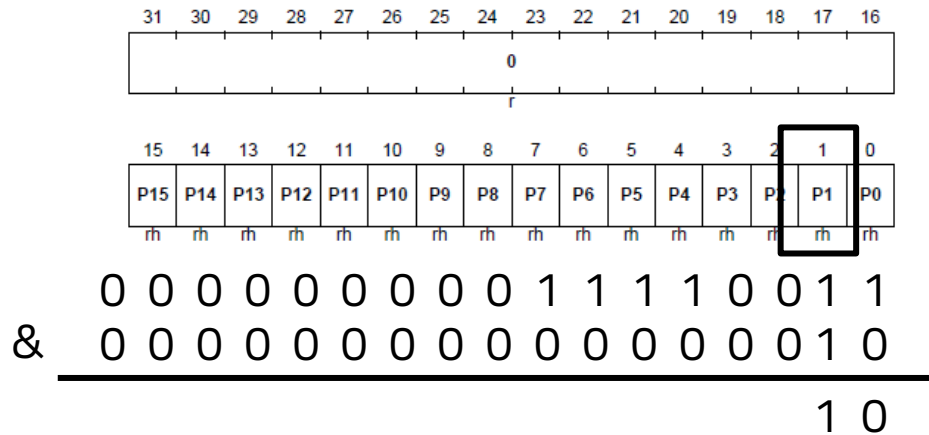 31 30 29 28 27 26 25 24 23 22 21 20 19 18 17 16
0
r
15 14 13 12 11 10 9 8 7 6 5 4 3 2 1 0
P15 P14 P13 P12 P11 P10 P9 P8 P7 P6 P5 P4 P3 P2 P1 P0
rh rh rh rh rh rh rh rh rh rh rh rh rh rh rh rh
0 0 0 0 0 0 0 0 0 1 1 1 1 0 0 1 1
& 0 0 0 0 0 0 0 0 0 0 0 0 0 0 0 1 0
1 0